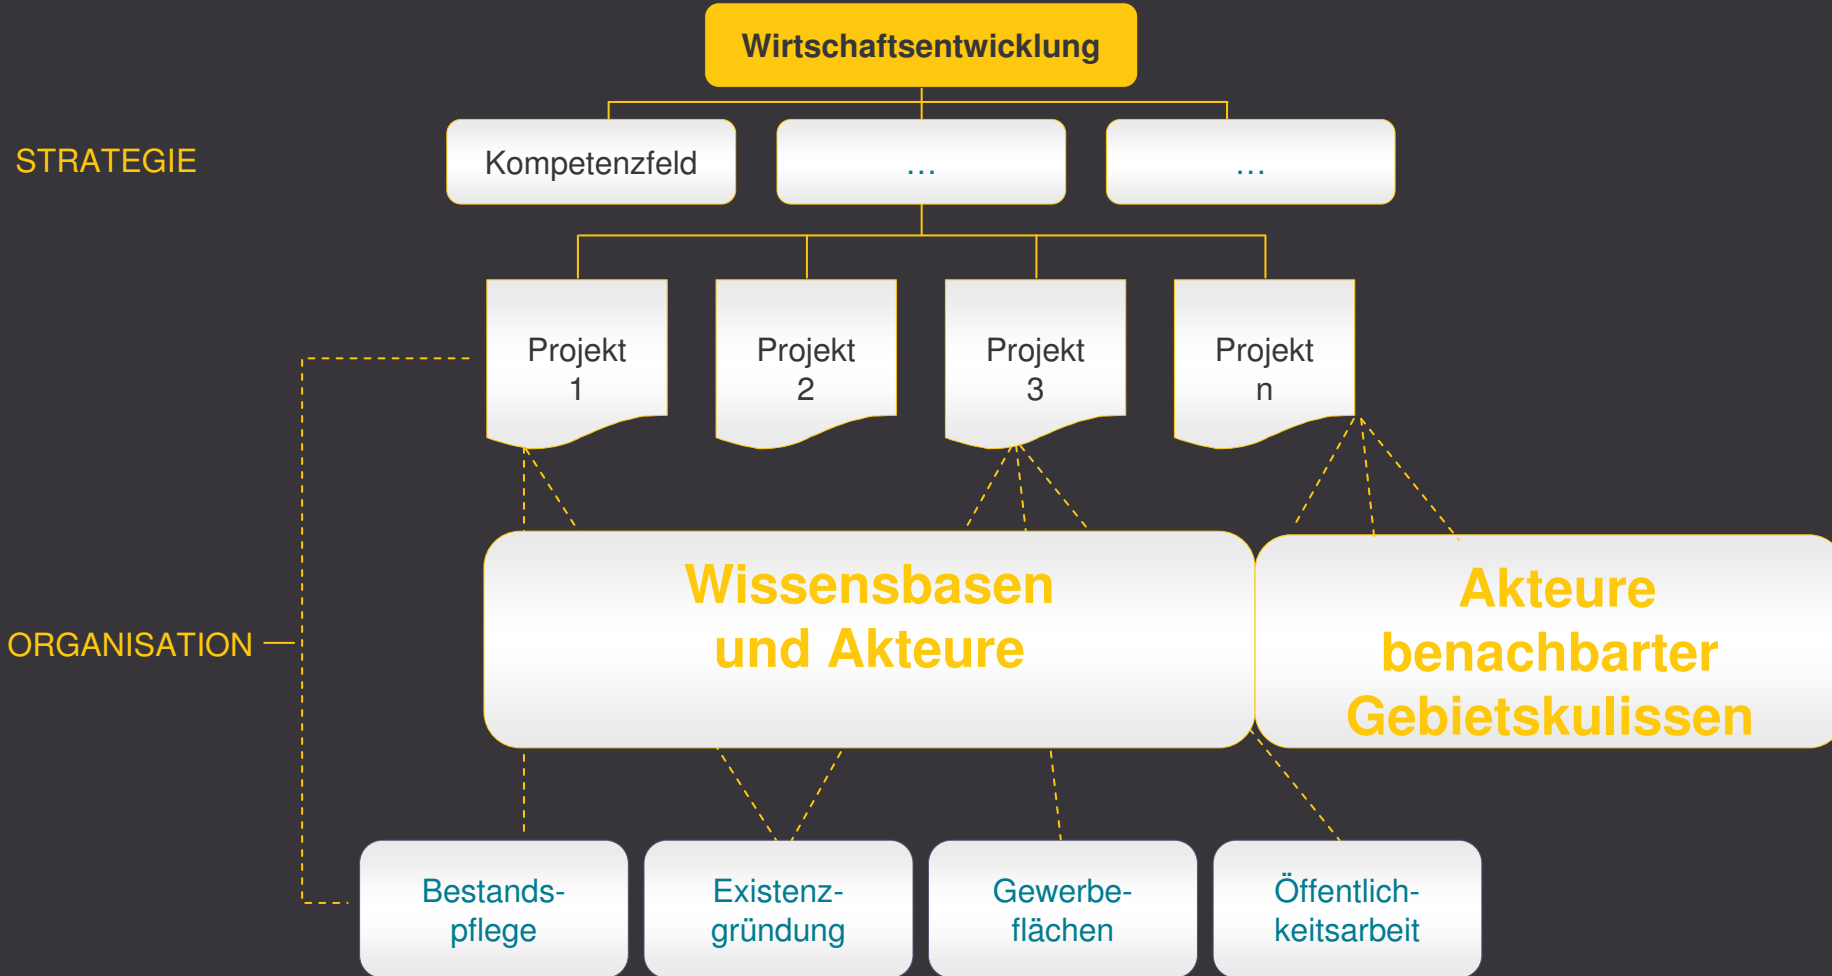 Wirtschaftsentwicklung
STRATEGIE
Kompetenzfeld
...
...
Projekt
1
Projekt
2
Projekt
3
Projekt
n
Wissensbasen
und Akteure
Akteure
benachbarter
Gebietskulissen
ORGANISATION
Bestands-
pflege
Existenz-
gründung
Gewerbe-
flächen
Öffentlich-
keitsarbeit